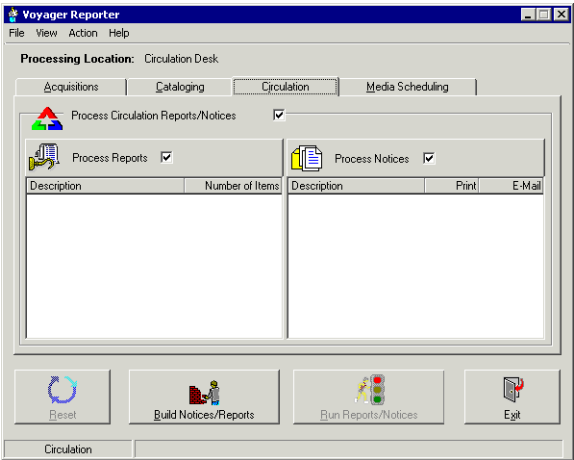 Voyager Reporter
File View Action Help
Processing Location: Circulation Desk
Acquisitions Cataloging Circulation Media Scheduling
Process Circulation Reports/Notices
Process Reports Process Notices
Description Number of Items Description Print E-Mail
Reset Build Notices/Reports Run Reports/Notices Exit
Circulation